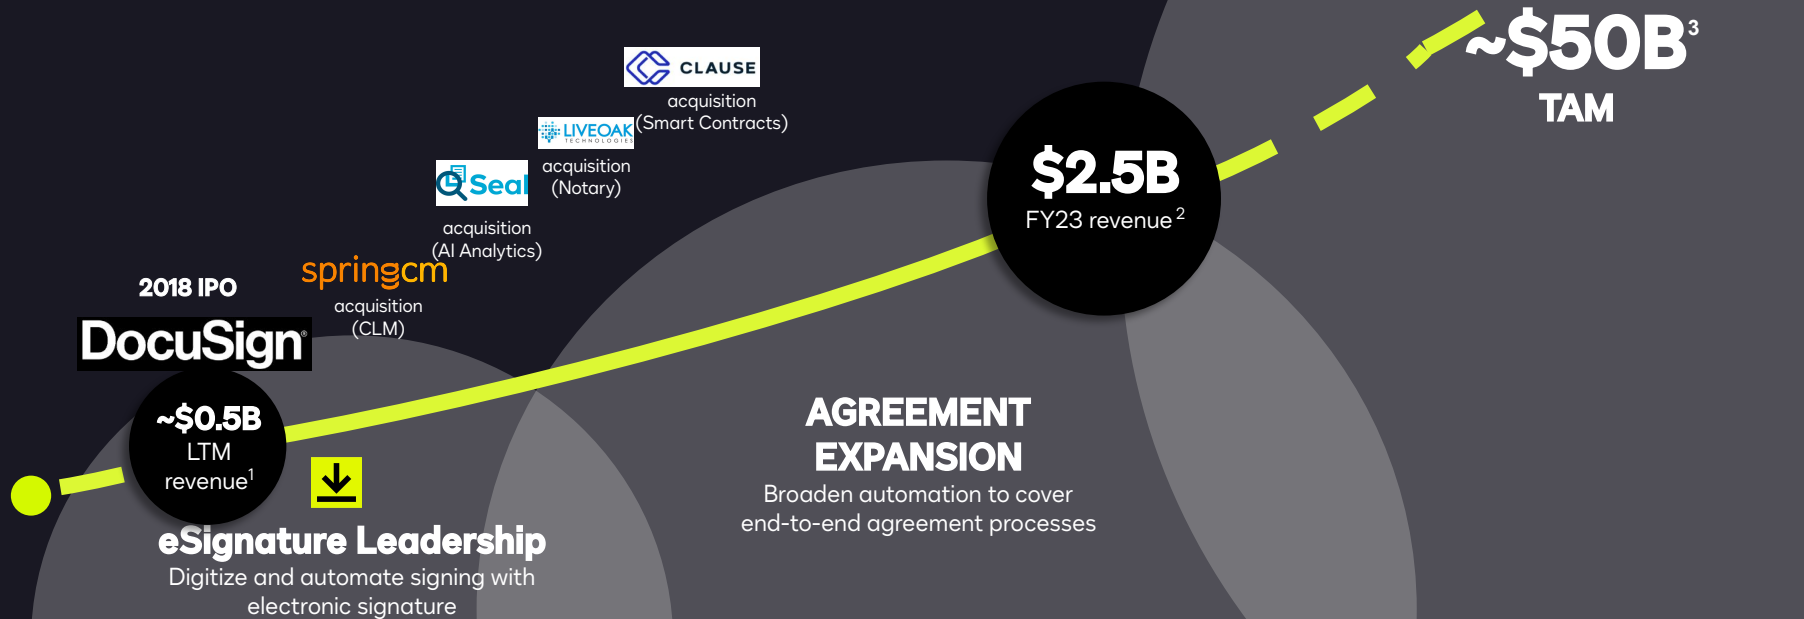 ~$50B3
TAM
CLAUSE
acquisition
(Smart Contracts)
LIVEOAK
TECHNOLOGIES
acquisition
(Notary)
Seal
acquisition
(AI Analytics)
springcm
acquisition
(CLM)
2018 IPO
DocuSign®
~$0.5B
LTM
revenue1
$2.5B
FY23 revenue 2
eSignature Leadership
Digitize and automate signing with
electronic signature
AGREEMENT
EXPANSION
Broaden automation to cover
end-to-end agreement processes